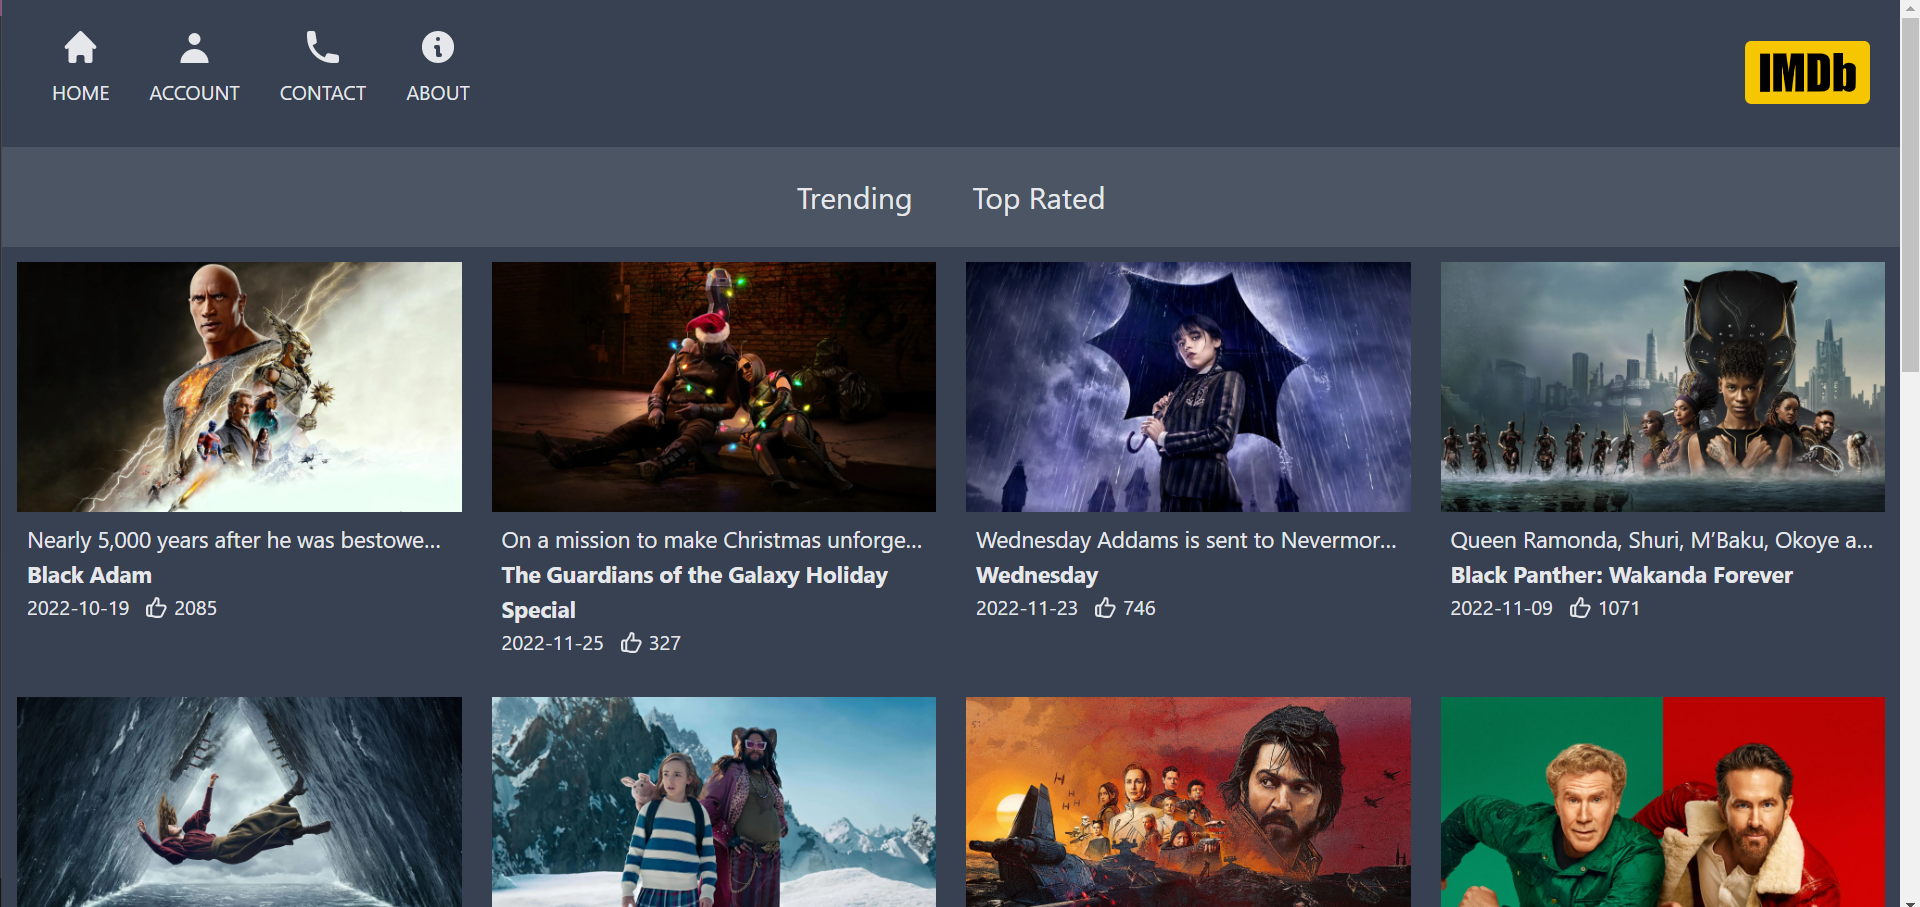 HOME
ACCOUNT
CONTACT
ABOUT
IMDb
Trending
Top Rated
Nearly 5,000 years after he was bestowe...
Black Adam
2022-10-19 2085
On a mission to make Christmas unforge...
The Guardians of the Galaxy Holiday
Special
2022-11-25 327
Wednesday Addams is sent to Nevermor...
Wednesday
2022-11-23 746
Queen Ramonda, Shuri, M’Baku, Okoye a...
Black Panther: Wakanda Forever
2022-11-09 1071